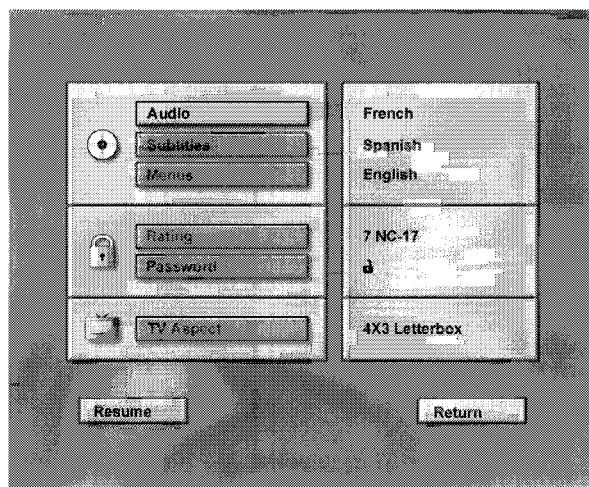 Audio French
Subtitles Spanish
Menus English
Rating 7 NC-17
Password
TV Aspect 4X3 Letterbox
Resume Return